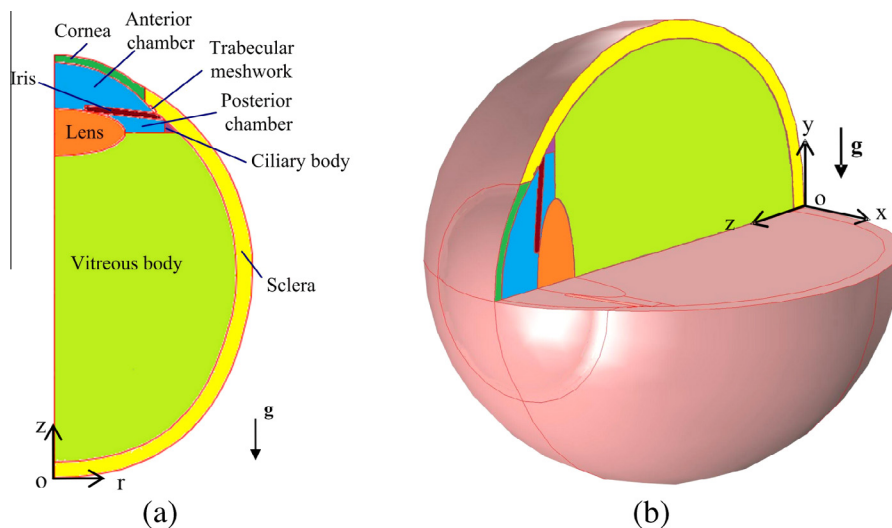 Cornea
Anterior
chamber
Trabecular
meshwork
Iris
Posterior
chamber
Lens
Ciliary body
Vitreous body
Sclera
g
z
o
r
(a)
y
g
o
x
z
(b)